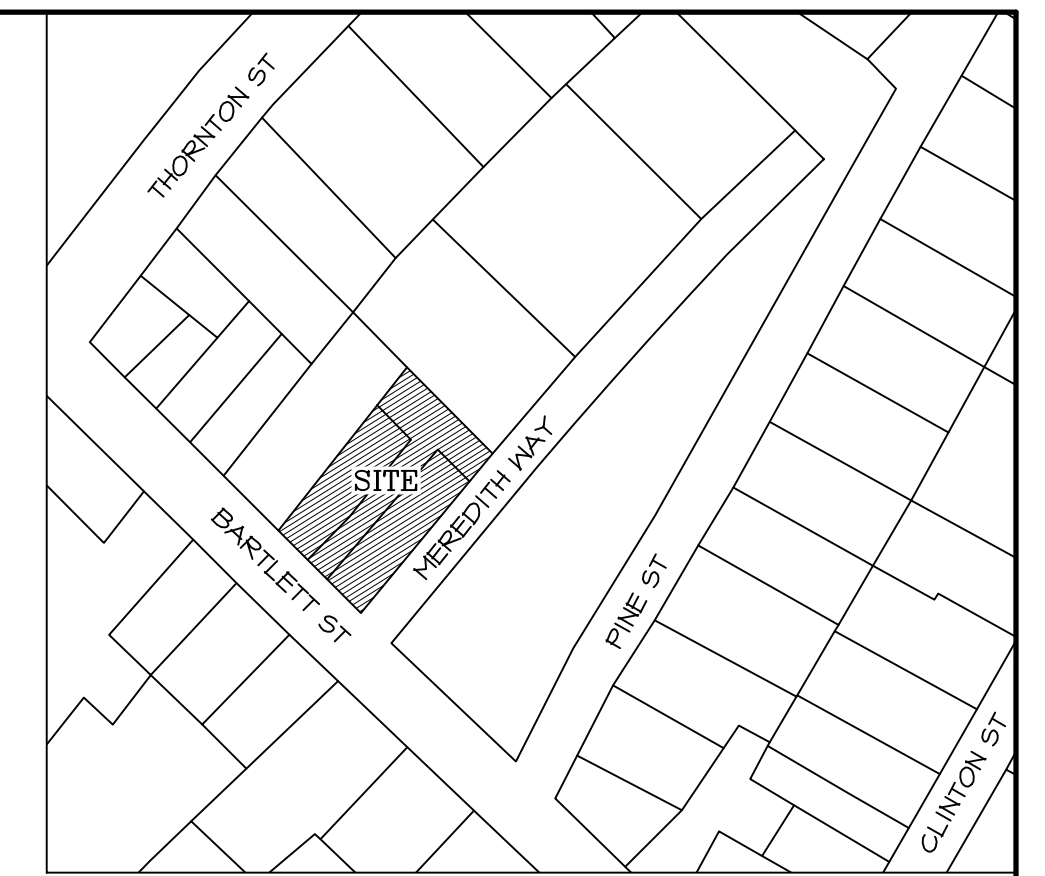 THORNTON ST
SITE
MEREDITH WAY
BARTLETT ST
PINE ST
CLINTON ST